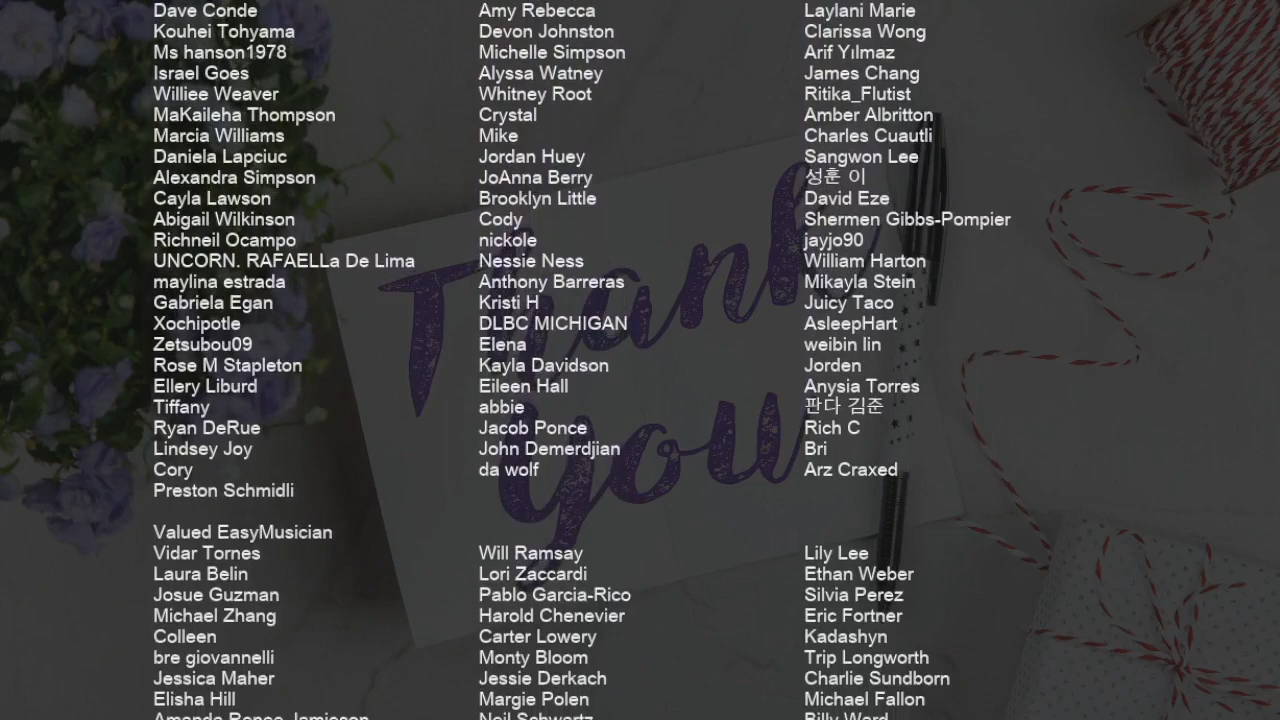 Dave Conde Amy Rebecca Laylani Marie
Kouhei Tohyama Devon Johnston Clarissa Wong
Ms hanson1978 Michelle Simpson Arif Yılmaz
Israel Goes Alyssa Watney James Chang
Williee Weaver Whitney Root Ritika_Flutist
MaKaileha Thompson Crystal Amber Albritton
Marcia Williams Mike Charles Cuautli
Daniela Lapciuc Jordan Huey Sangwon Lee
Alexandra Simpson JoAnna Berry 성훈 이
Cayla Lawson Brooklyn Little David Eze
Abigail Wilkinson Cody Shermen Gibbs-Pompier
Richneil Ocampo nickole jayjo90
UNCORN. RAFAELLa De Lima Nessie Ness William Harton
maylina estrada Anthony Barreras Mikayla Stein
Gabriela Egan Kristi H Juicy Taco
Xochipotle DLBC MICHIGAN AsleepHart
Zetsubou09 Elena weibin lin
Rose M Stapleton Kayla Davidson Jorden
Ellery Liburd Eileen Hall Anysia Torres
Tiffany abbie 판다 김준
Ryan DeRue Jacob Ponce Rich C
Lindsey Joy John Demerdjian Bri
Cory da wolf Arz Craxed
Preston Schmidli
Thank
you
Valued EasyMusician
Vidar Tornes Will Ramsay Lily Lee
Laura Belin Lori Zaccardi Ethan Weber
Josue Guzman Pablo Garcia-Rico Silvia Perez
Michael Zhang Harold Chenevier Eric Fortner
Colleen Carter Lowery Kadashyn
bre giovannelli Monty Bloom Trip Longworth
Jessica Maher Jessie Derkach Charlie Sundborn
Elisha Hill Margie Polen Michael Fallon
Amanda Renee Jamieson Neil Schwartz Billy Ward